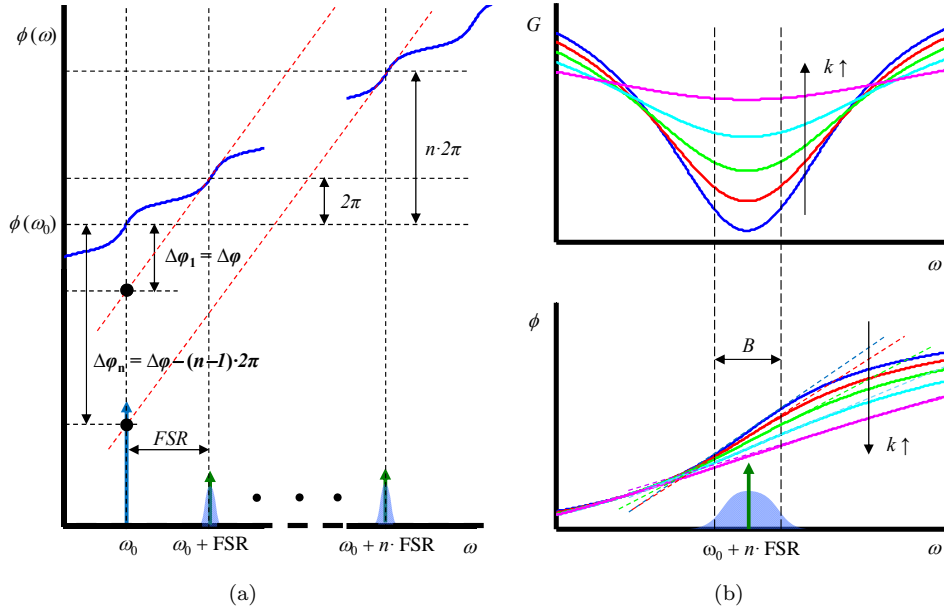 ϕ(ω)
n·2π
2π
ϕ(ω₀)
Δφ₁ = Δφ
Δφₙ = Δφ−(n−1)·2π
FSR
ω₀
ω₀ + FSR
ω₀ + n· FSR
ω
(a)
G
k ↑
ω
ϕ
B
k ↑
ω₀ + n· FSR
ω
(b)